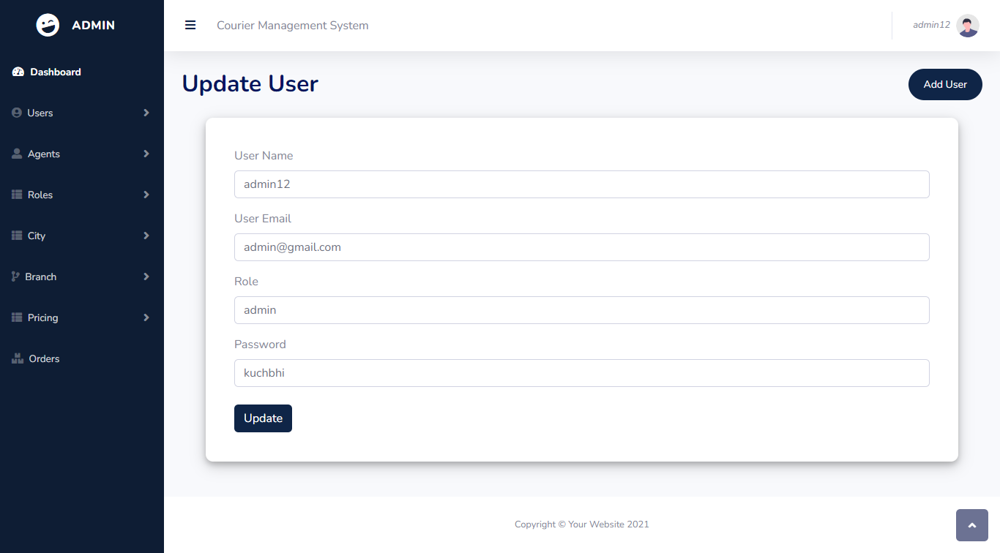 ADMIN
Courier Management System
admin12
Dashboard
Users
Agents
Roles
City
Branch
Pricing
Orders
Update User
Add User
User Name
admin12
User Email
admin@gmail.com
Role
admin
Password
kuchbhi
Update
Copyright © Your Website 2021